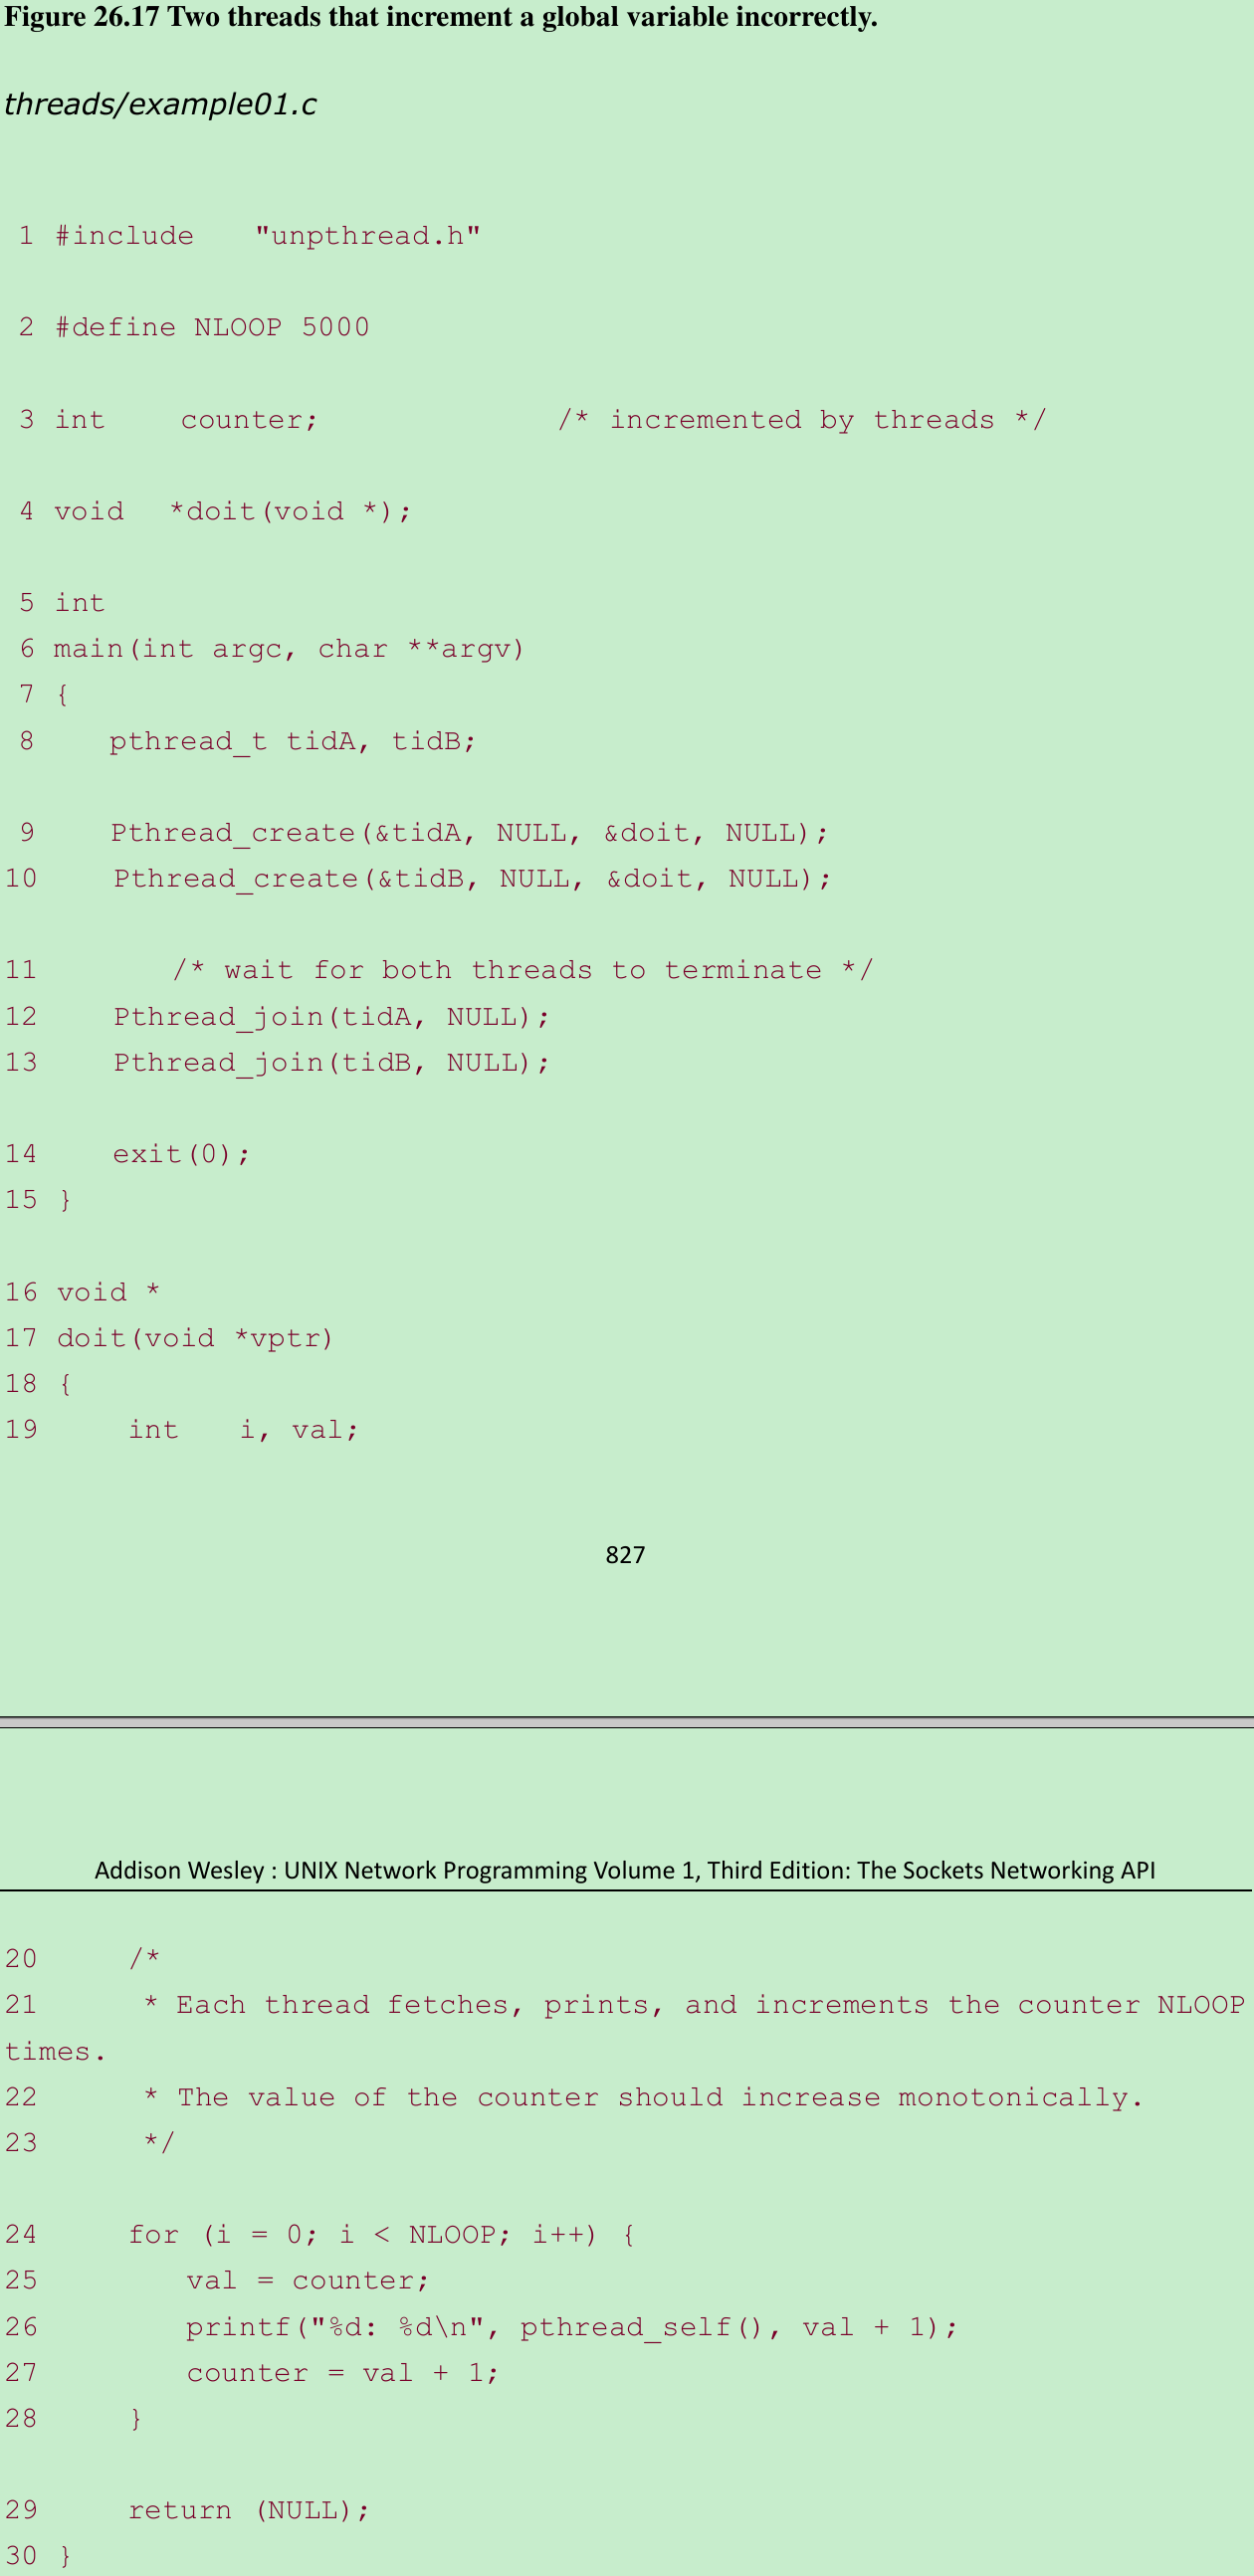 Figure 26.17 Two threads that increment a global variable incorrectly.
threads/example01.c
1 #include "unpthread.h"
2 #define NLOOP 5000
3 int counter; /* incremented by threads */
4 void *doit(void *);
5 int
6 main(int argc, char **argv)
7 {
8 pthread_t tidA, tidB;
9 Pthread_create(&tidA, NULL, &doit, NULL);
10 Pthread_create(&tidB, NULL, &doit, NULL);
11 /* wait for both threads to terminate */
12 Pthread_join(tidA, NULL);
13 Pthread_join(tidB, NULL);
14 exit(0);
15 }
16 void *
17 doit(void *vptr)
18 {
19 int i, val;
827
Addison Wesley : UNIX Network Programming Volume 1, Third Edition: The Sockets Networking API
20 /*
21 * Each thread fetches, prints, and increments the counter NLOOP
times.
22 * The value of the counter should increase monotonically.
23 */
24 for (i = 0; i < NLOOP; i++) {
25 val = counter;
26 printf("%d: %d\n", pthread_self(), val + 1);
27 counter = val + 1;
28 }
29 return (NULL);
30 }